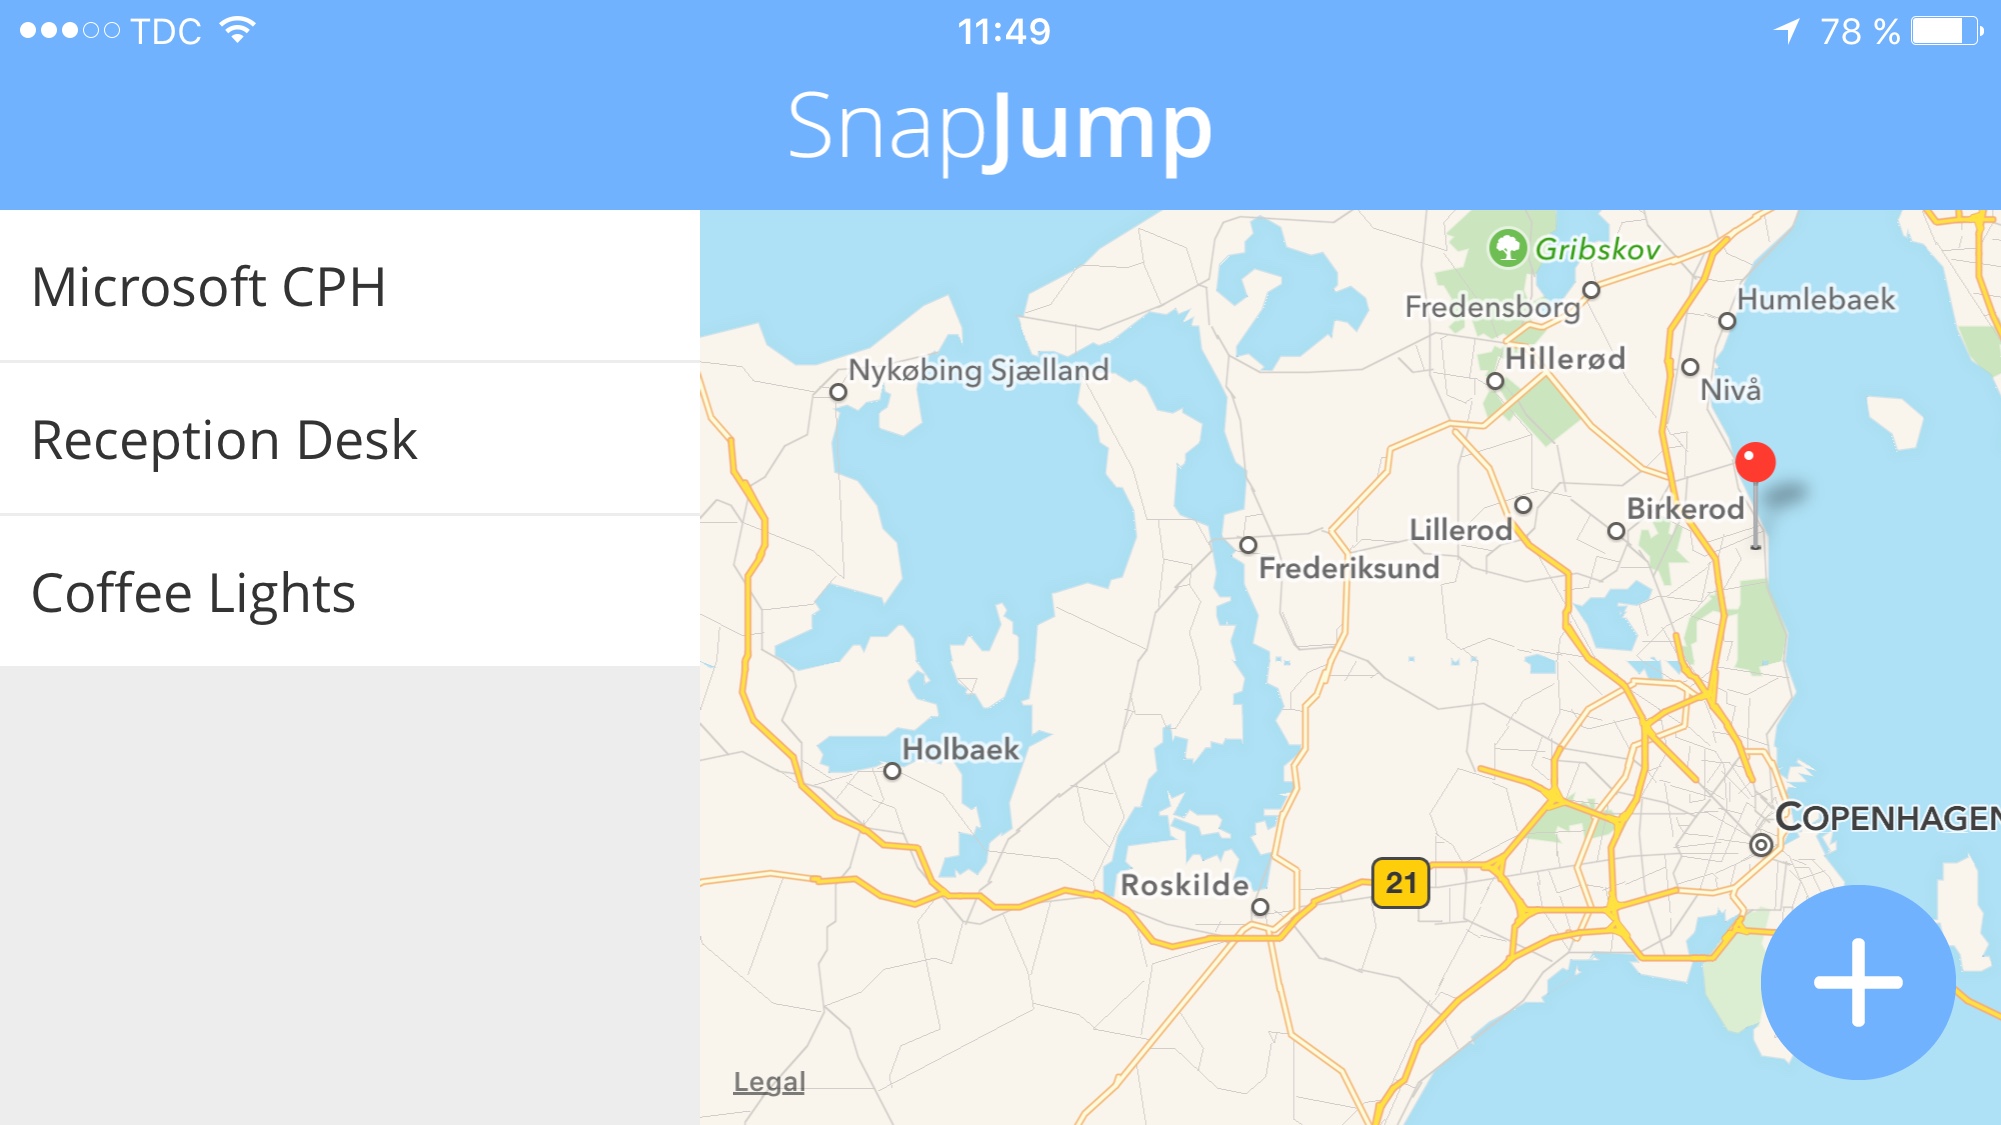 TDC 11:49 78 %
SnapJump
Microsoft CPH
Reception Desk
Coffee Lights
Gribskov
Humlebaek
Fredensborg
Hillerød
Nykøbing Sjælland
Nivå
Birkerod
Lillerod
Frederiksund
Holbaek
COPENHAGEN
21
Roskilde
Legal